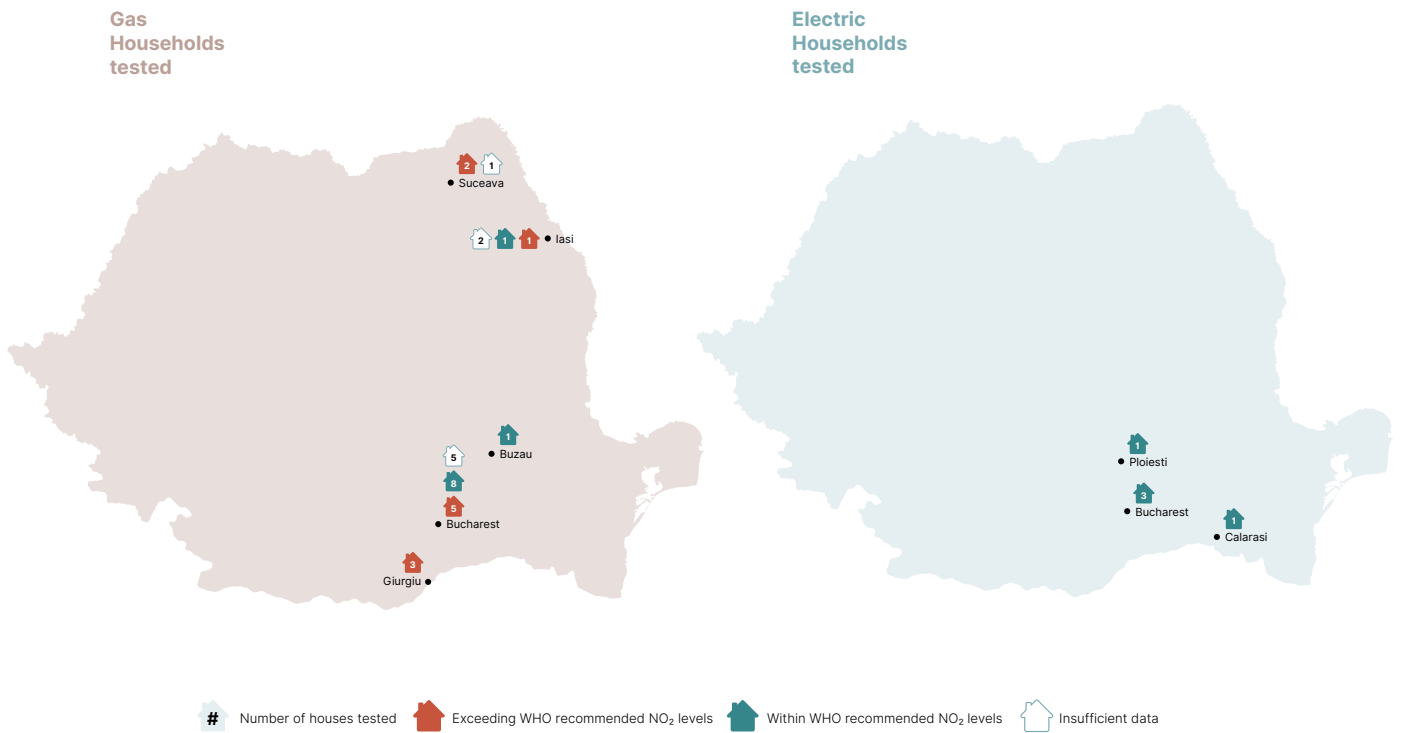 Gas
Households
tested
2 1
Suceava
2 1 1 Iasi
1
Buzau
5
8
5
Bucharest
3
Giurgiu
Electric
Households
tested
1
Ploiesti
3
Bucharest
1
Calarasi
# Number of houses tested
Exceeding WHO recommended NO₂ levels
Within WHO recommended NO₂ levels
Insufficient data